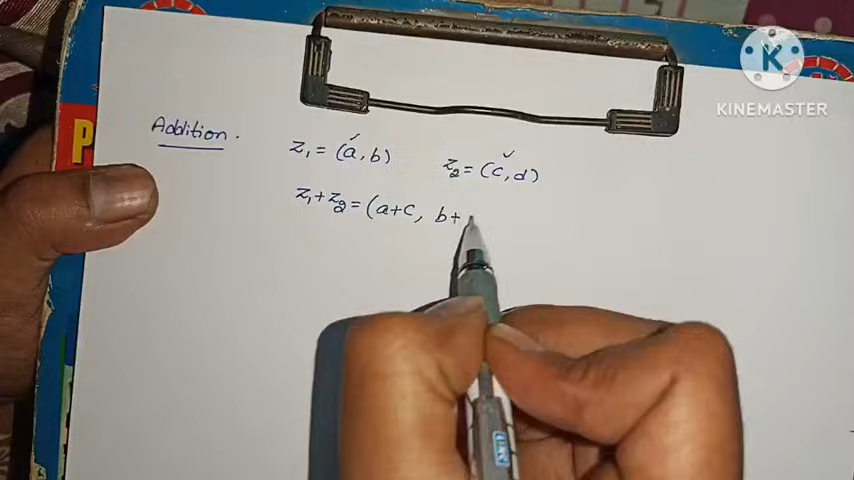 KINEMASTER
Addition.
z₁ = (a, b) z₂ = (c, d)
z₁+z₂ = (a+c, b+